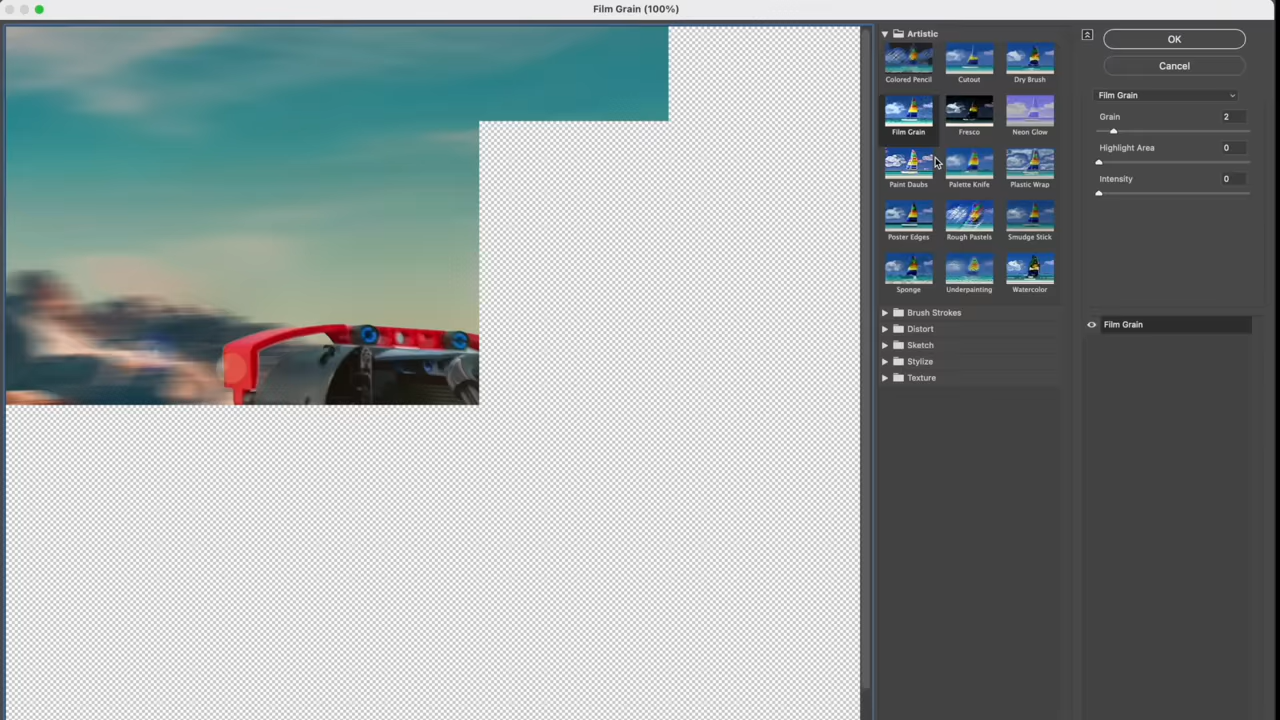 Film Grain (100%)
Artistic
Colored Pencil
Cutout
Dry Brush
Film Grain
Fresco
Neon Glow
Paint Daubs
Palette Knife
Plastic Wrap
Poster Edges
Rough Pastels
Smudge Stick
Sponge
Underpainting
Watercolor
Brush Strokes
Distort
Sketch
Stylize
Texture
OK
Cancel
Film Grain
Grain 2
Highlight Area 0
Intensity 0
Film Grain